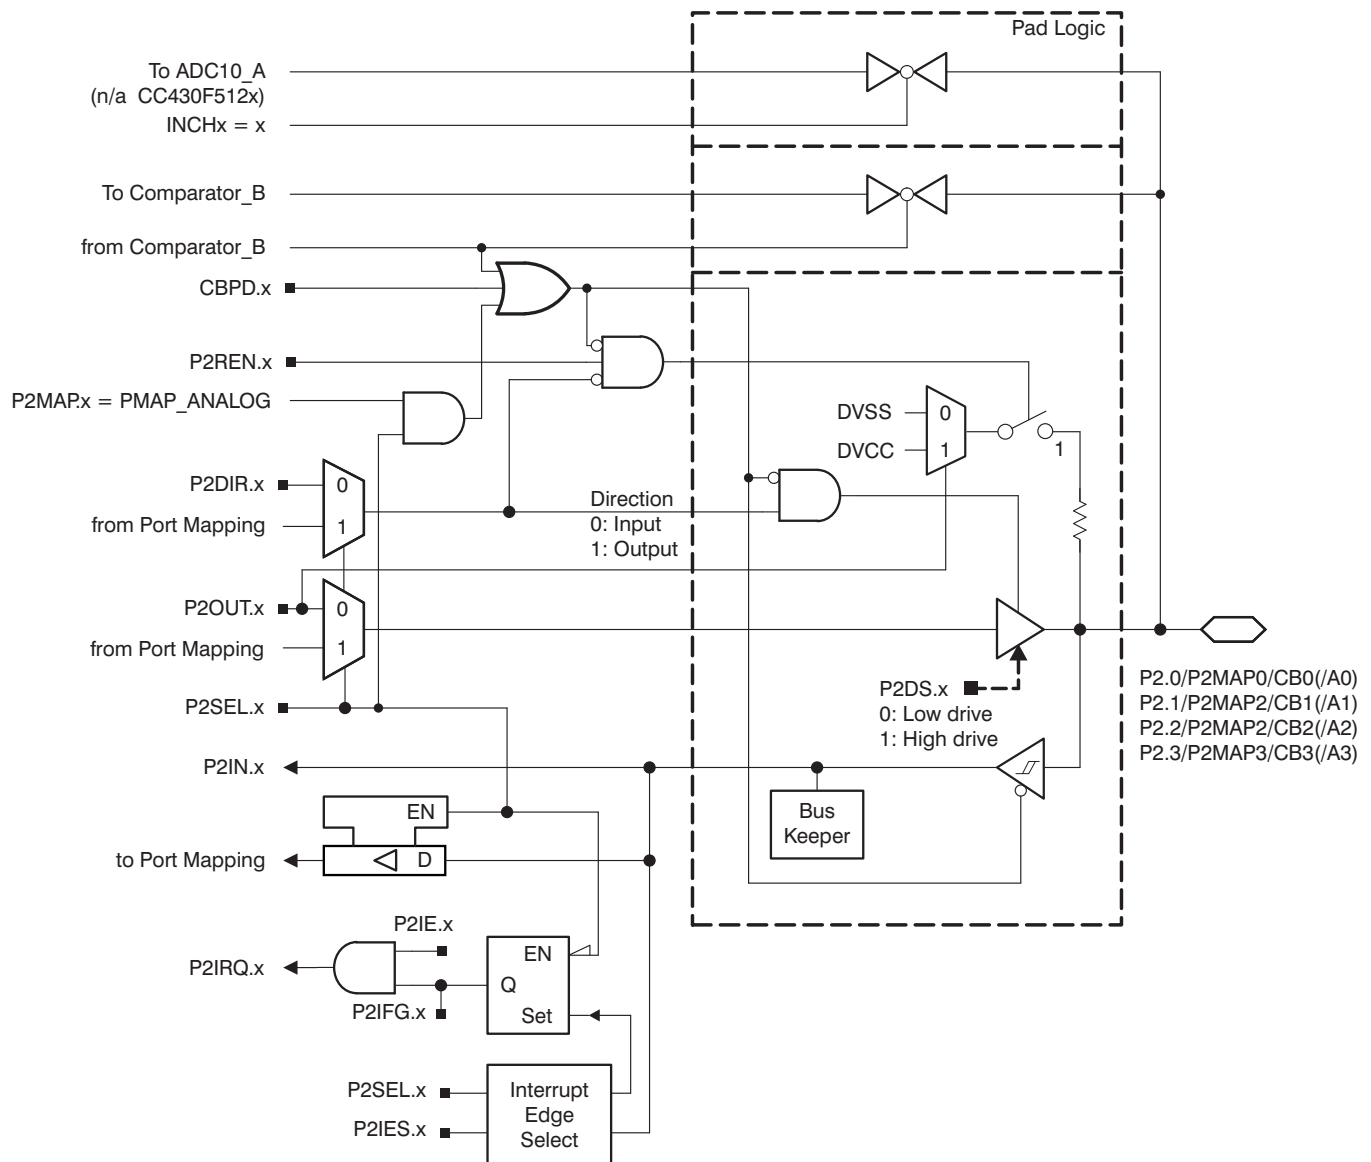 Pad Logic
To ADC10_A
(n/a CC430F512x)
INCHx = x
To Comparator_B
from Comparator_B
CBPD.x
P2REN.x
P2MAP.x = PMAP_ANALOG
DVSS
0
DVCC
1
1
P2DIR.x
0
from Port Mapping
1
Direction
0: Input
1: Output
P2OUT.x
0
from Port Mapping
1
P2SEL.x
P2DS.x
0: Low drive
1: High drive
P2.0/P2MAP0/CB0(/A0)
P2.1/P2MAP2/CB1(/A1)
P2.2/P2MAP2/CB2(/A2)
P2.3/P2MAP3/CB3(/A3)
P2IN.x
Bus
Keeper
EN
to Port Mapping
D
P2IE.x
P2IRQ.x
EN
Q
Set
P2IFG.x
P2SEL.x
P2IES.x
Interrupt
Edge
Select